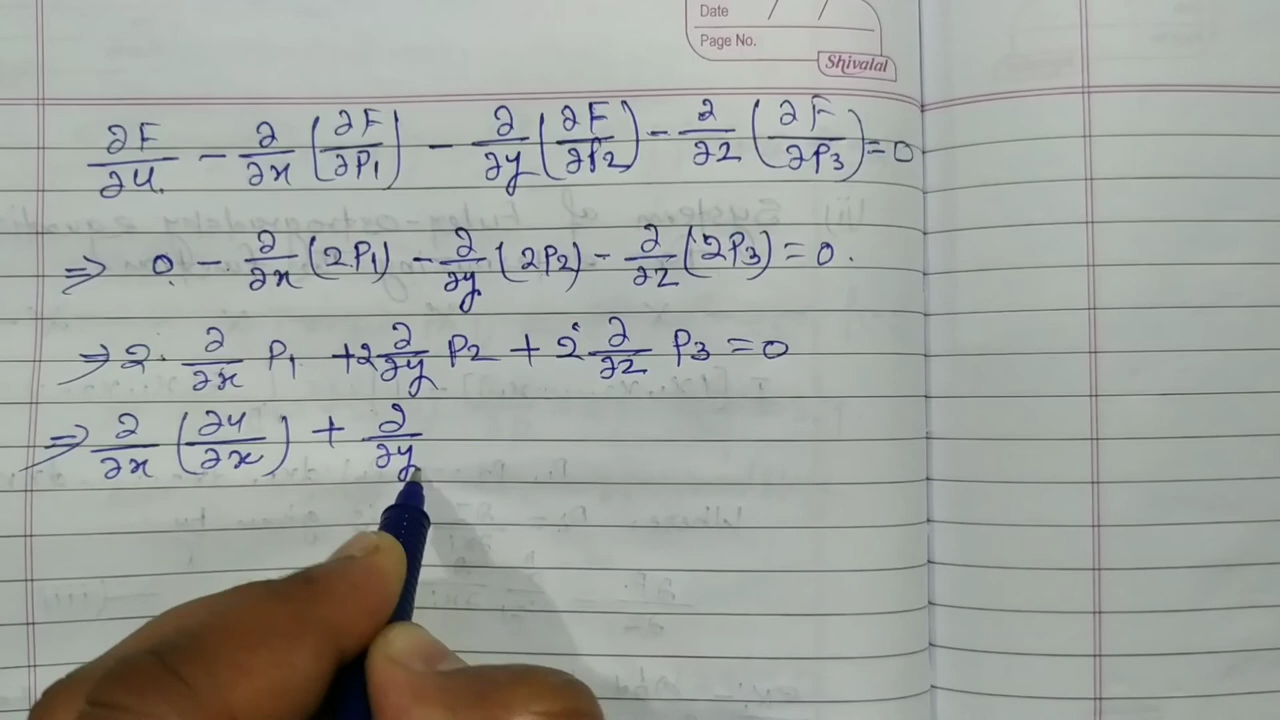 Date / /
Page No.
Shivalal
∂F/∂u - ∂/∂x (∂F/∂P₁) - ∂/∂y (∂F/∂P₂) - ∂/∂z (∂F/∂P₃) = 0
⇒ 0 - ∂/∂x (2P₁) - ∂/∂y (2P₂) - ∂/∂z (2P₃) = 0.
⇒ 2· ∂/∂x P₁ + 2 ∂/∂y P₂ + 2 ∂/∂z P₃ = 0
⇒ ∂/∂x (∂u/∂x) + ∂/∂y